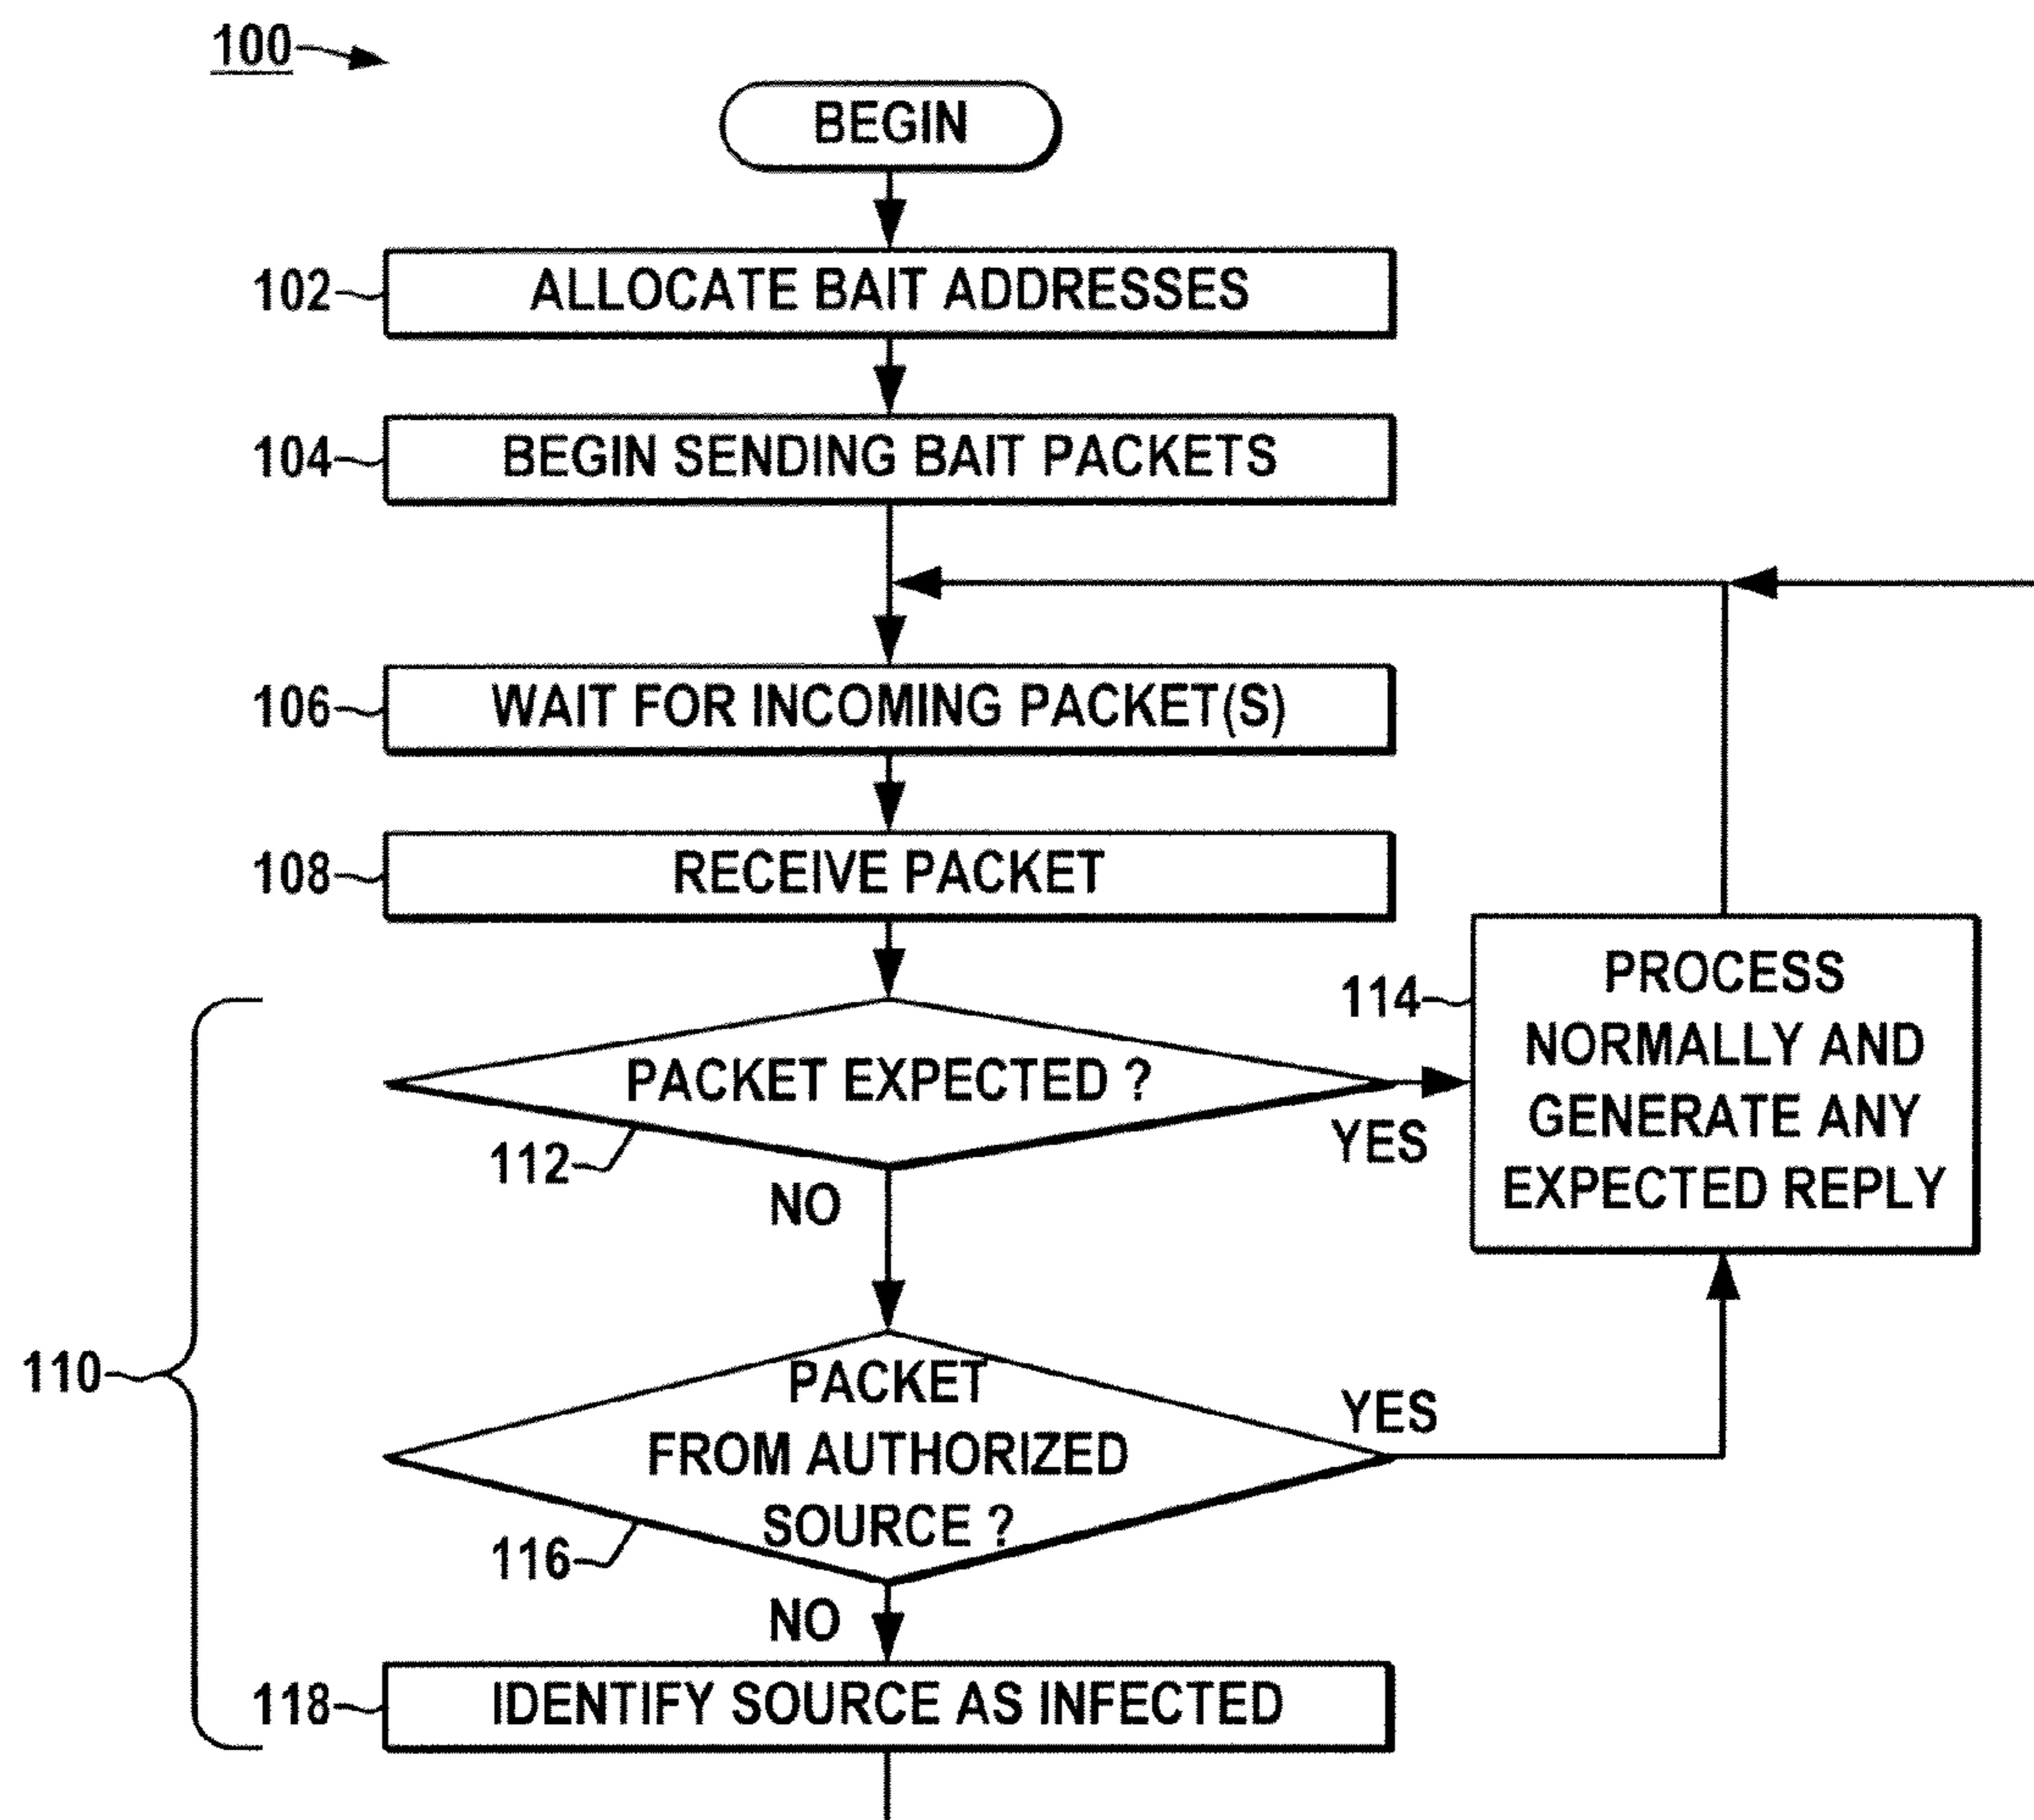 100
BEGIN
102
ALLOCATE BAIT ADDRESSES
104
BEGIN SENDING BAIT PACKETS
106
WAIT FOR INCOMING PACKET(S)
108
RECEIVE PACKET
114
PROCESS
NORMALLY AND
GENERATE ANY
EXPECTED REPLY
PACKET EXPECTED ?
YES
112
NO
110
PACKET
FROM AUTHORIZED
SOURCE ?
YES
116
NO
118
IDENTIFY SOURCE AS INFECTED